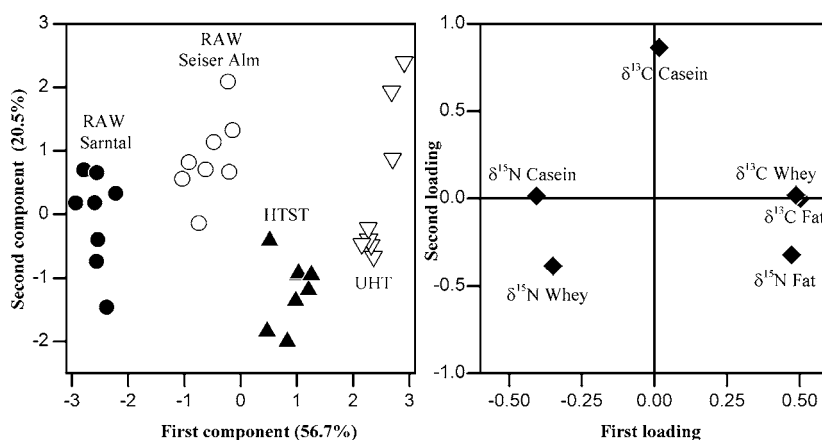 RAW
Seiser Alm
RAW
Sarntal
HTST
UHT
3
2
1
0
-1
-2
-3
-2
-1
0
1
2
3
Second component (20.5%)
First component (56.7%)
δ¹³C Casein
δ¹⁵N Casein
δ¹³C Whey
δ¹³C Fat
δ¹⁵N Whey
δ¹⁵N Fat
1.0
0.5
0.0
-0.5
-1.0
-0.50
-0.25
0.00
0.25
0.50
Second loading
First loading